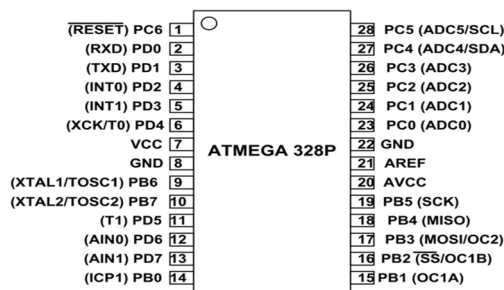 (RESET) PC6 1
(RXD) PD0 2
(TXD) PD1 3
(INT0) PD2 4
(INT1) PD3 5
(XCK/T0) PD4 6
VCC 7
GND 8
(XTAL1/TOSC1) PB6 9
(XTAL2/TOSC2) PB7 10
(T1) PD5 11
(AIN0) PD6 12
(AIN1) PD7 13
(ICP1) PB0 14
ATMEGA 328P
28 PC5 (ADC5/SCL)
27 PC4 (ADC4/SDA)
26 PC3 (ADC3)
25 PC2 (ADC2)
24 PC1 (ADC1)
23 PC0 (ADC0)
22 GND
21 AREF
20 AVCC
19 PB5 (SCK)
18 PB4 (MISO)
17 PB3 (MOSI/OC2)
16 PB2 (SS/OC1B)
15 PB1 (OC1A)